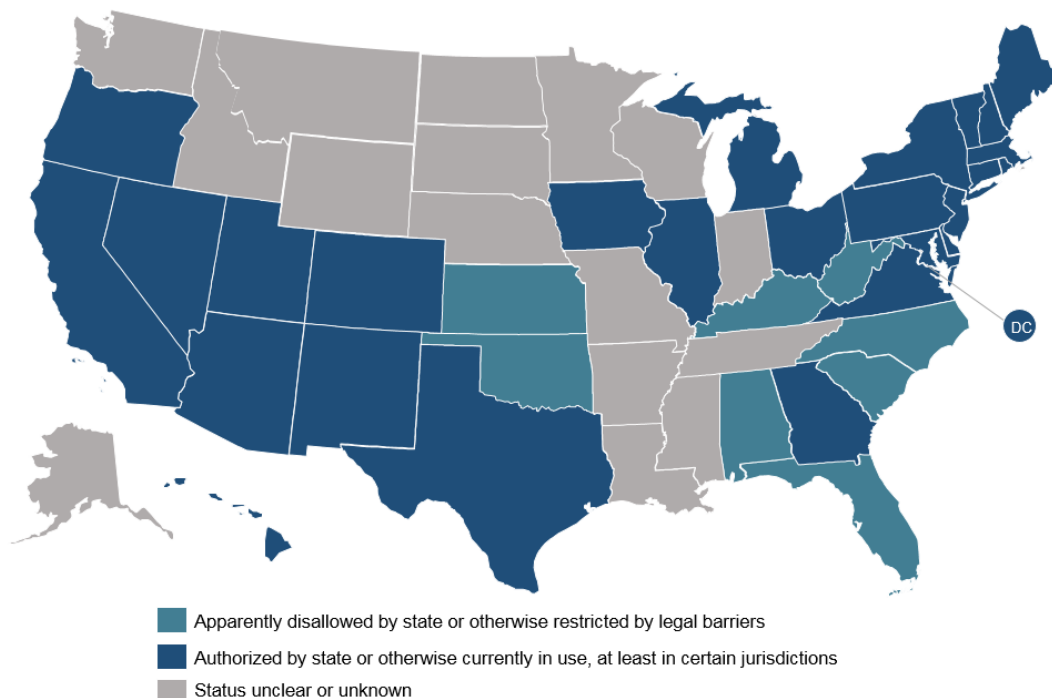 DC
Apparently disallowed by state or otherwise restricted by legal barriers
Authorized by state or otherwise currently in use, at least in certain jurisdictions
Status unclear or unknown